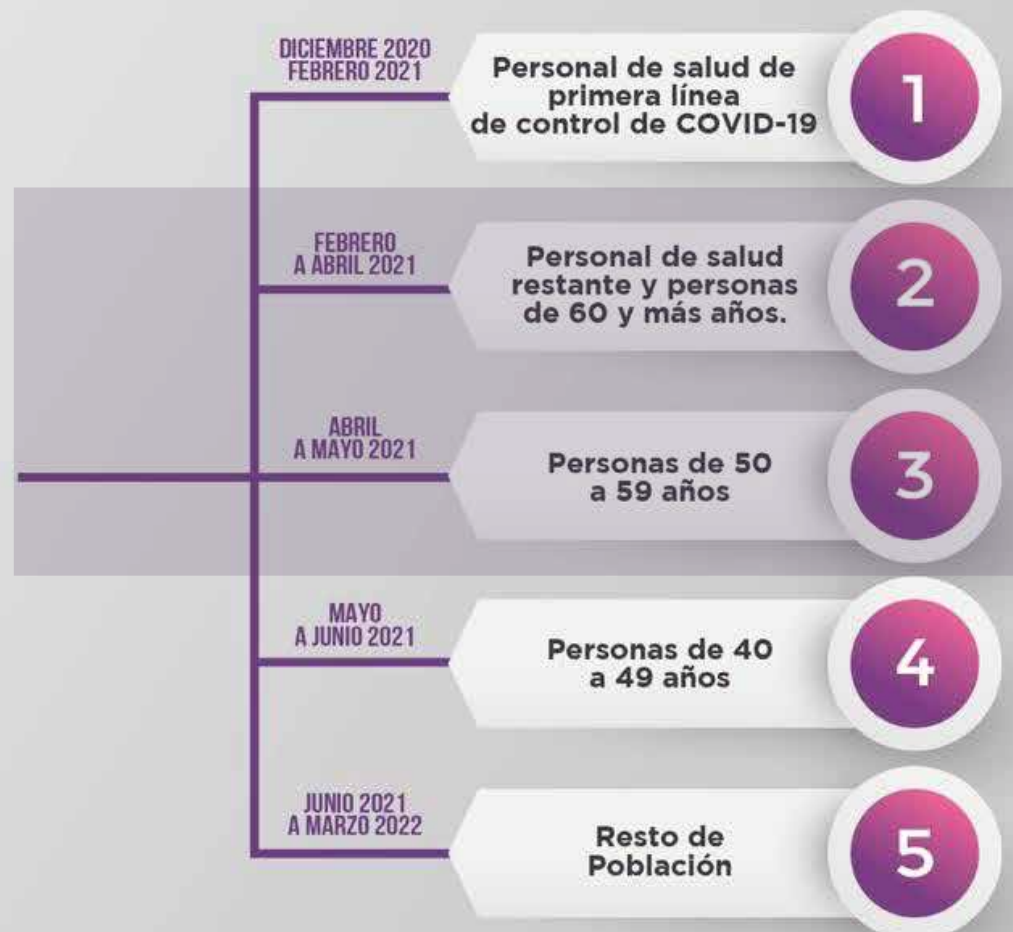 DICIEMBRE 2020
FEBRERO 2021
Personal de salud de
primera línea
de control de COVID-19
1
FEBRERO
A ABRIL 2021
Personal de salud
restante y personas
de 60 y más años.
2
ABRIL
A MAYO 2021
Personas de 50
a 59 años
3
MAYO
A JUNIO 2021
Personas de 40
a 49 años
4
JUNIO 2021
A MARZO 2022
Resto de
Población
5